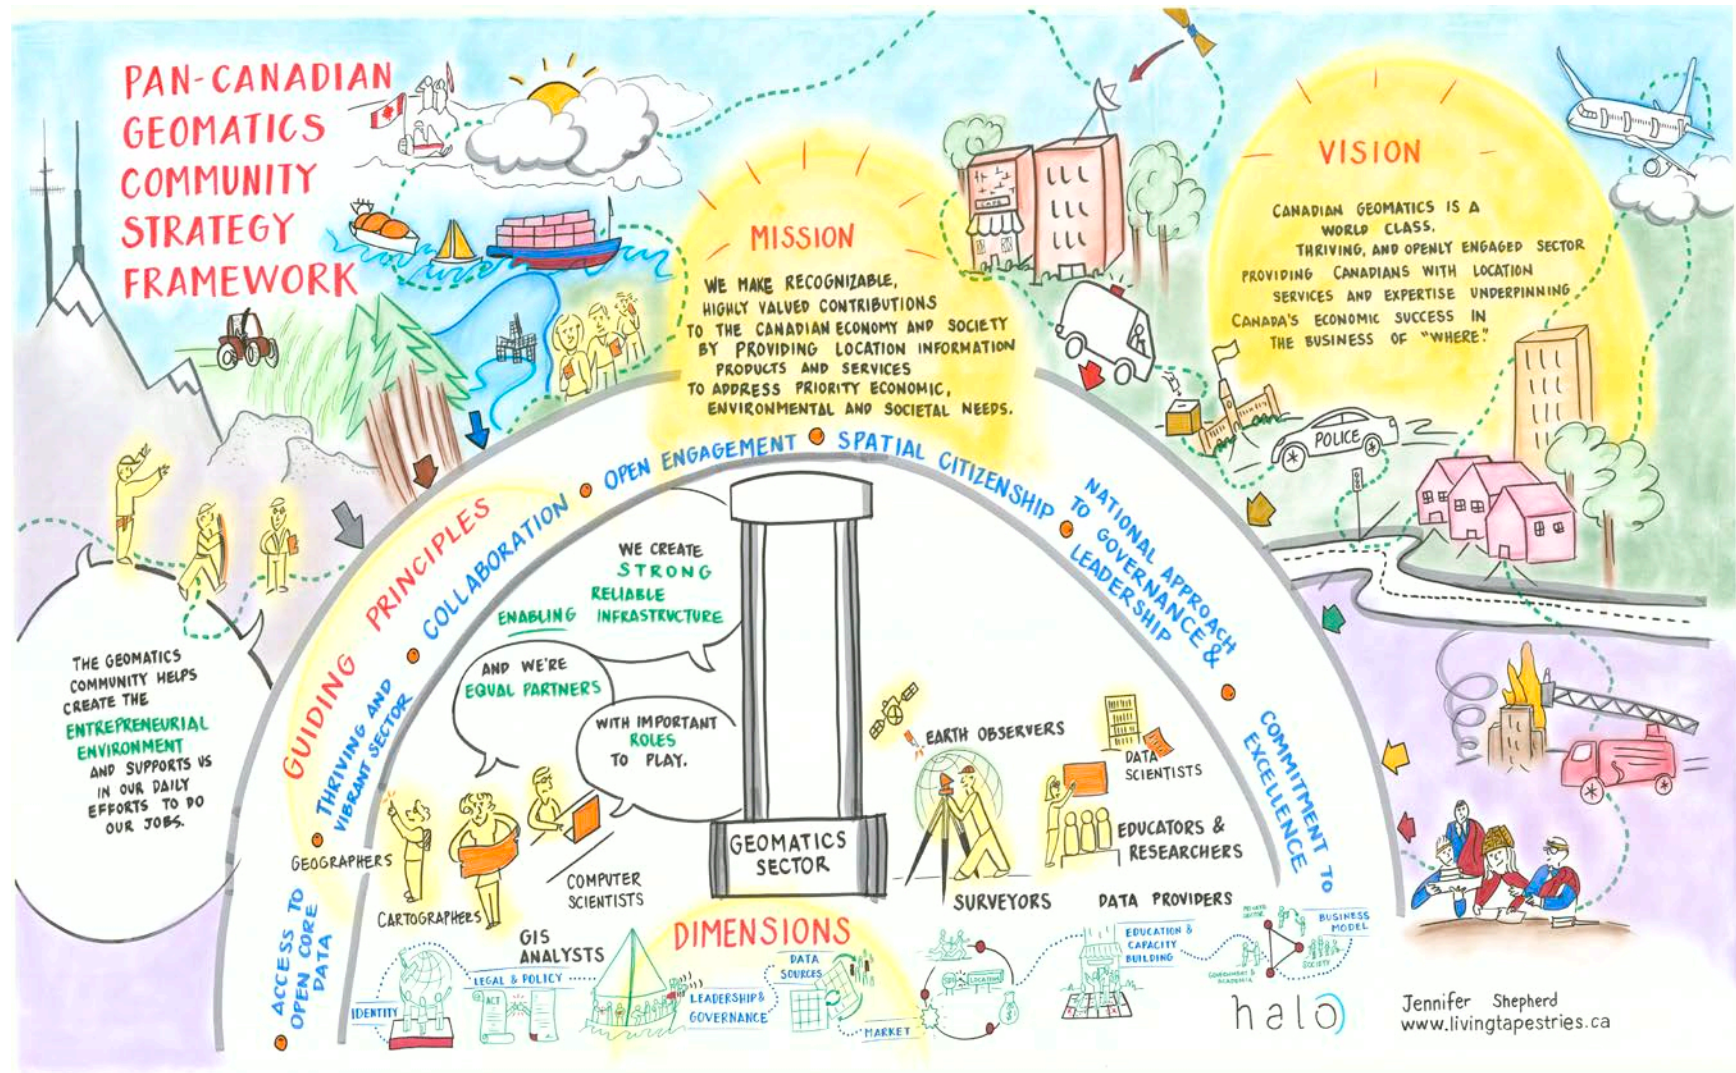 PAN-CANADIAN
GEOMATICS
COMMUNITY
STRATEGY
FRAMEWORK
MISSION
WE MAKE RECOGNIZABLE,
HIGHLY VALUED CONTRIBUTIONS
TO THE CANADIAN ECONOMY AND SOCIETY
BY PROVIDING LOCATION INFORMATION
PRODUCTS AND SERVICES
TO ADDRESS PRIORITY ECONOMIC,
ENVIRONMENTAL AND SOCIETAL NEEDS.
CAFE
VISION
CANADIAN GEOMATICS IS A
WORLD CLASS,
THRIVING, AND OPENLY ENGAGED SECTOR
PROVIDING CANADIANS WITH LOCATION
SERVICES AND EXPERTISE UNDERPINNING
CANADA'S ECONOMIC SUCCESS IN
THE BUSINESS OF "WHERE."
POLICE
THE GEOMATICS
COMMUNITY HELPS
CREATE THE
ENTREPRENEURIAL
ENVIRONMENT
AND SUPPORTS US
IN OUR DAILY
EFFORTS TO DO
OUR JOBS.
GUIDING PRINCIPLES
ACCESS TO
OPEN CORE
DATA
THRIVING AND
VIBRANT SECTOR
COLLABORATION
OPEN ENGAGEMENT
SPATIAL CITIZENSHIP
NATIONAL APPROACH
TO GOVERNANCE &
LEADERSHIP
COMMITMENT TO
EXCELLENCE
WE CREATE
STRONG
RELIABLE
ENABLING INFRASTRUCTURE
AND WE'RE
EQUAL PARTNERS
WITH IMPORTANT
ROLES
TO PLAY.
GEOMATICS
SECTOR
GEOGRAPHERS
CARTOGRAPHERS
COMPUTER
SCIENTISTS
GIS
ANALYSTS
EARTH OBSERVERS
DATA
SCIENTISTS
EDUCATORS &
RESEARCHERS
SURVEYORS
DATA PROVIDERS
DIMENSIONS
IDENTITY
LEGAL & POLICY
ACT
LEADERSHIP &
GOVERNANCE
DATA
SOURCES
MARKET
LOCATION
EDUCATION &
CAPACITY
BUILDING
PRIVATE
SECTOR
GOVERNMENT &
ACADEMIA
SOCIETY
BUSINESS
MODEL
halo
Jennifer Shepherd
www.livingtapestries.ca